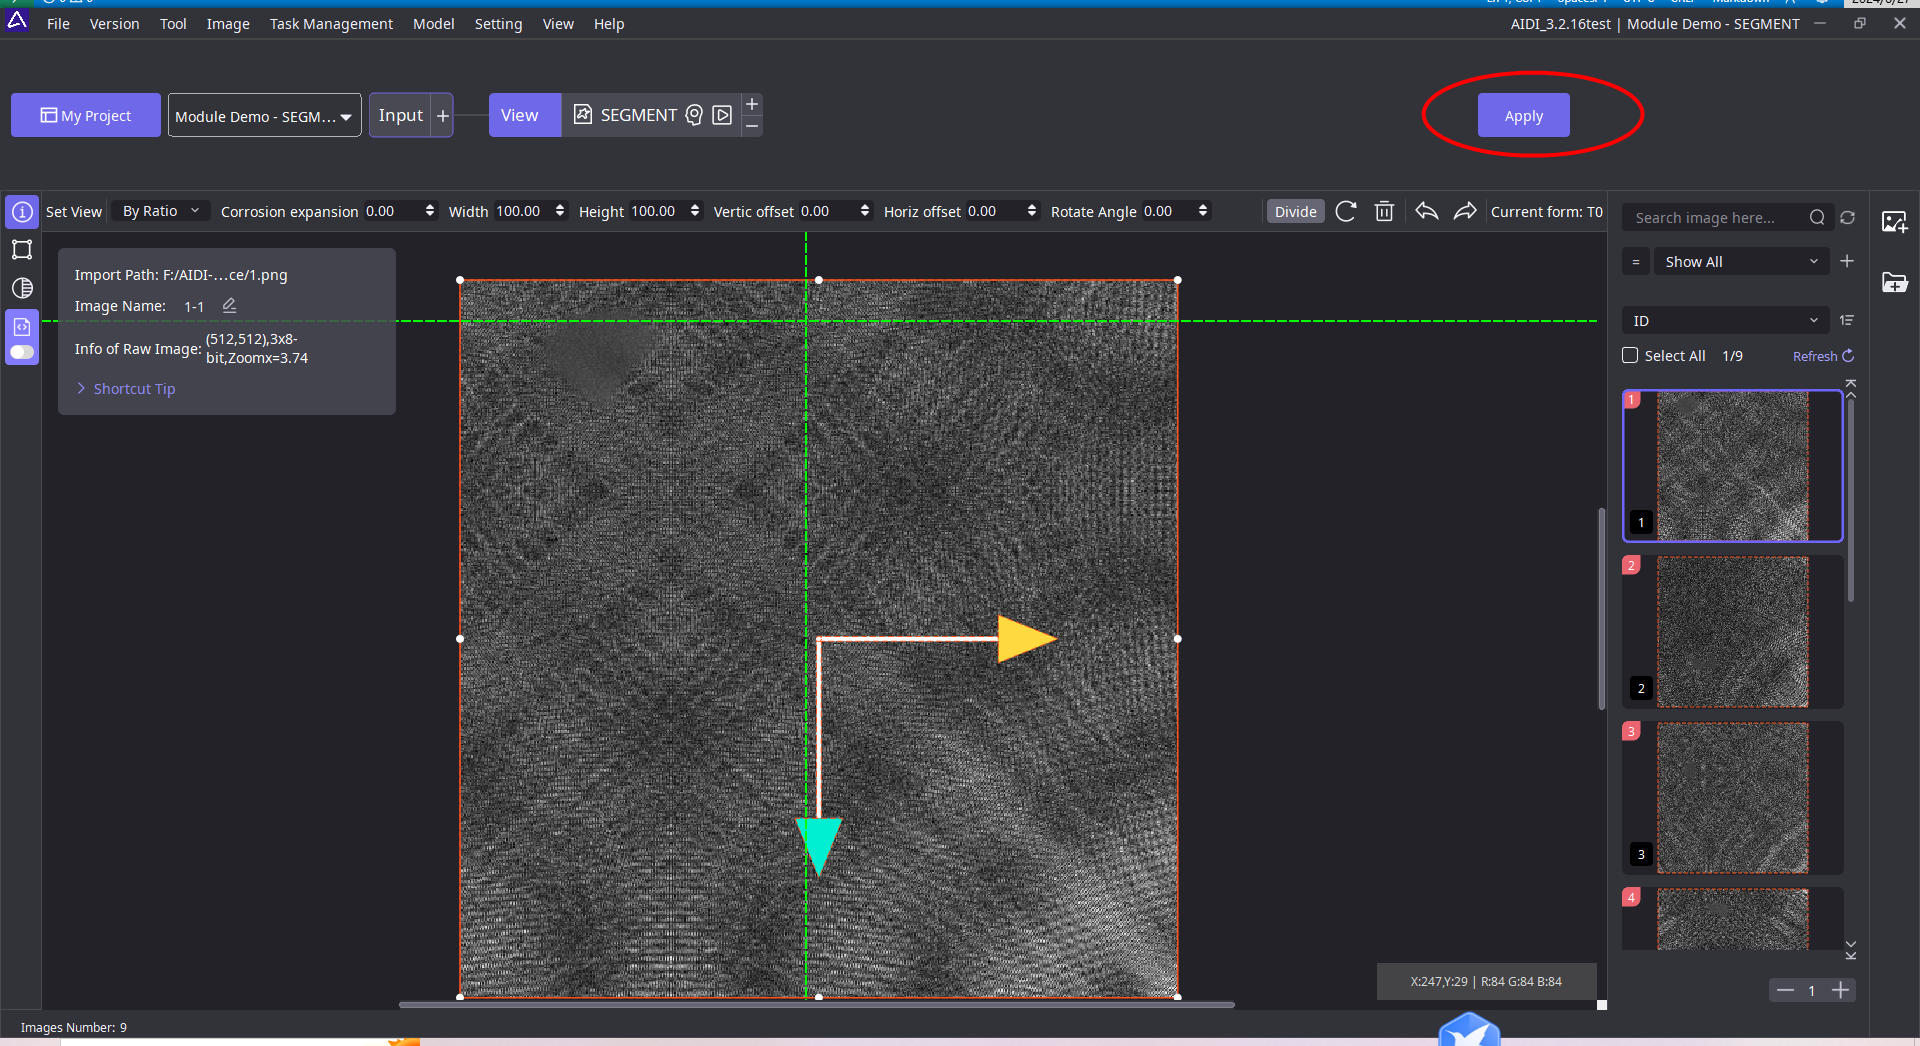 File Version Tool Image Task Management Model Setting View Help
AIDI_3.2.16test | Module Demo - SEGMENT
My Project
Module Demo - SEGM...
Input +
View
SEGMENT
+
−
Apply
Set View By Ratio Corrosion expansion 0.00 Width 100.00 Height 100.00 Vertic offset 0.00 Horiz offset 0.00 Rotate Angle 0.00 Divide Current form: T0
Import Path: F:/AIDI-...ce/1.png
Image Name: 1-1
Info of Raw Image: (512,512),3x8-
bit,Zoomx=3.74
Shortcut Tip
Search image here...
= Show All +
ID
Select All 1/9 Refresh
1
1
2
2
3
3
4
X:247,Y:29 | R:84 G:84 B:84
− 1 +
Images Number: 9